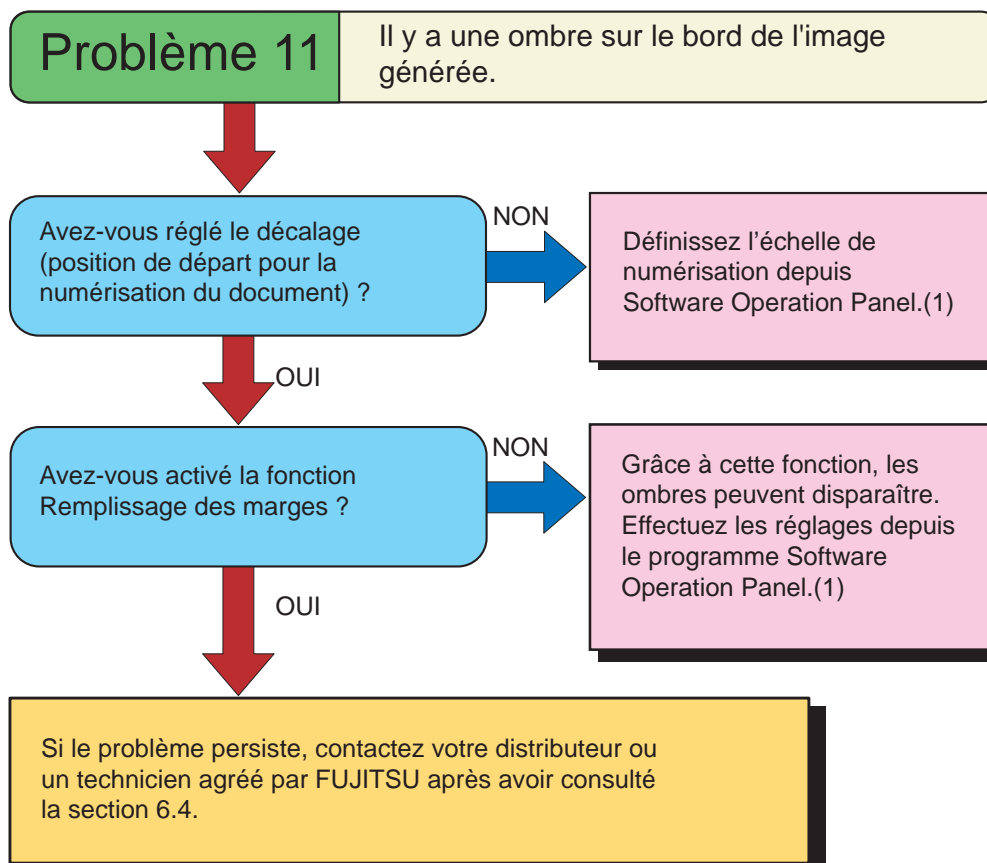 Problème 11
Il y a une ombre sur le bord de l'image
générée.
Avez-vous réglé le décalage
(position de départ pour la
numérisation du document) ?
NON
Définissez l’échelle de
numérisation depuis
Software Operation Panel.(1)
OUI
Avez-vous activé la fonction
Remplissage des marges ?
NON
Grâce à cette fonction, les
ombres peuvent disparaître.
Effectuez les réglages depuis
le programme Software
Operation Panel.(1)
OUI
Si le problème persiste, contactez votre distributeur ou
un technicien agréé par FUJITSU après avoir consulté
la section 6.4.